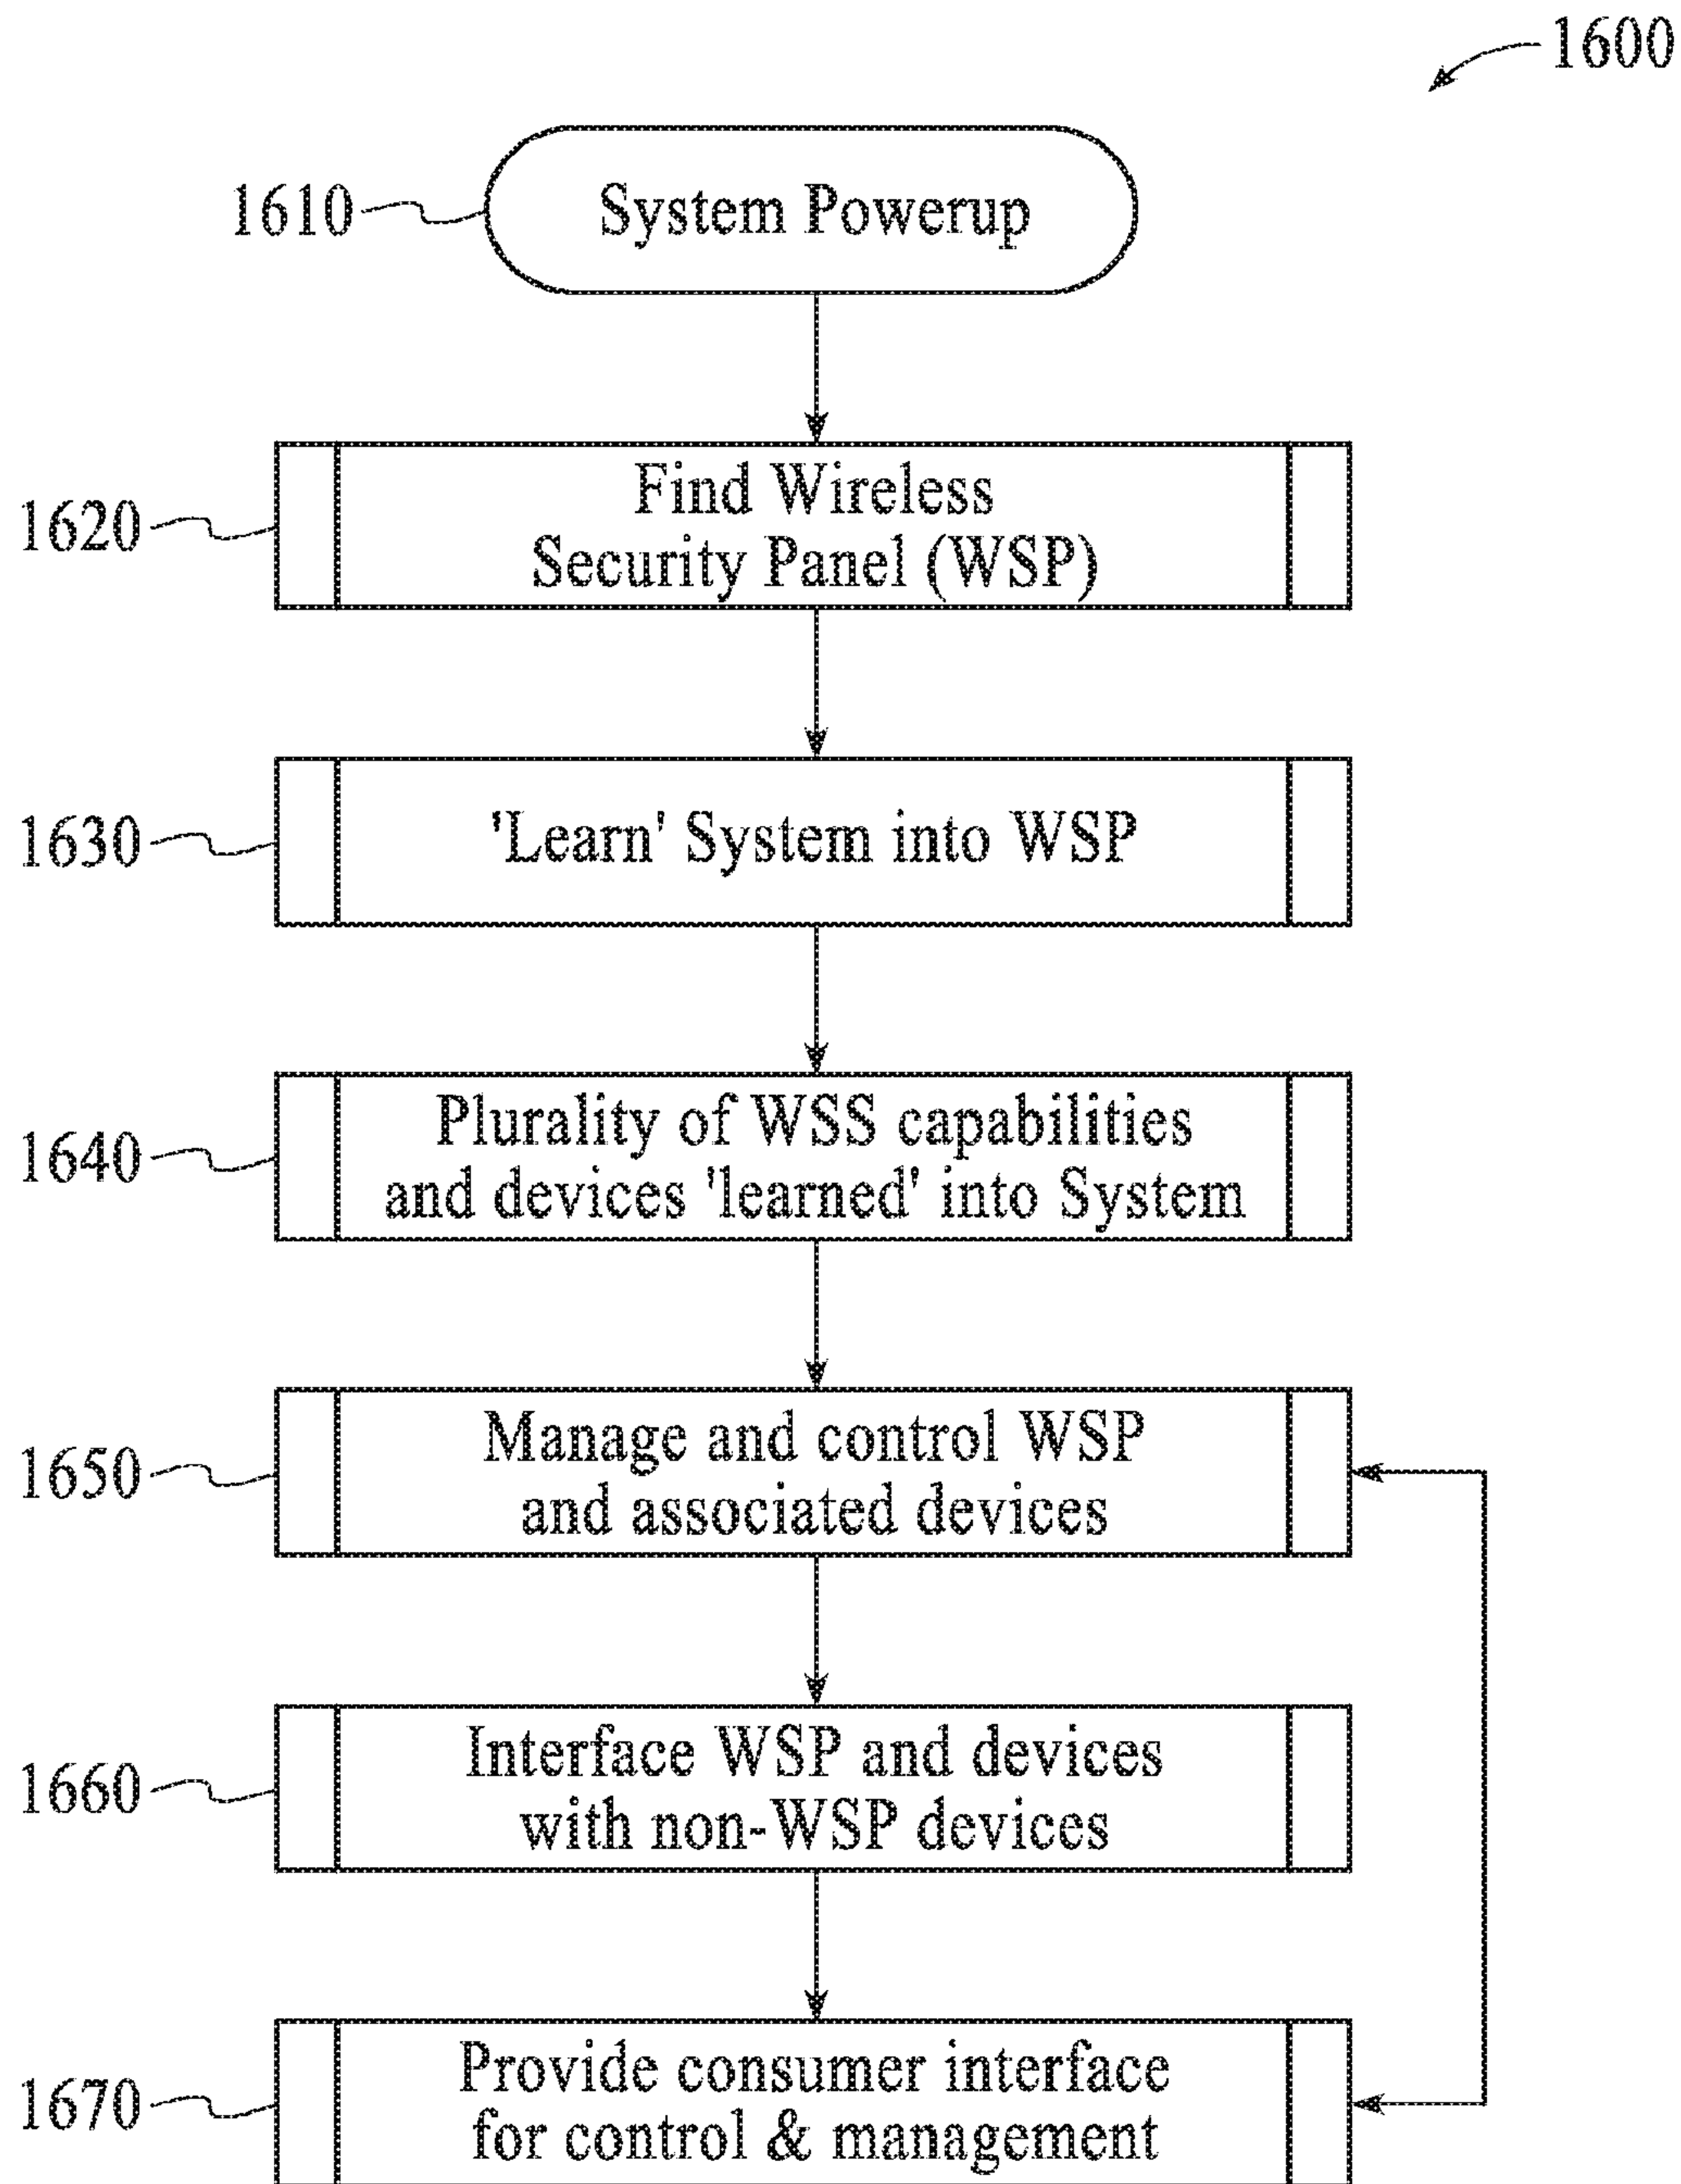 1600
1610
System Powerup
1620
Find Wireless
Security Panel (WSP)
1630
'Learn' System into WSP
1640
Plurality of WSS capabilities
and devices 'learned' into System
1650
Manage and control WSP
and associated devices
1660
Interface WSP and devices
with non-WSP devices
1670
Provide consumer interface
for control & management